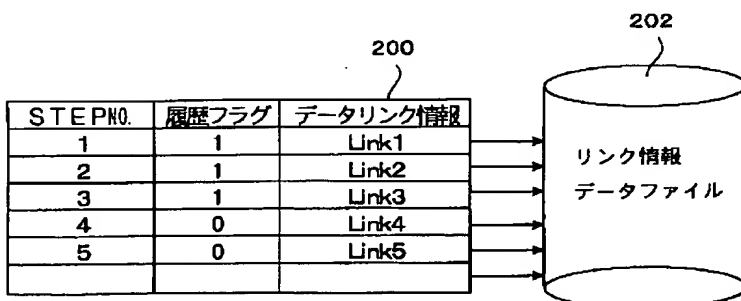 200
202
STEPNO. 履歴フラグ データリンク情報
1 1 Link1
2 1 Link2
3 1 Link3
4 0 Link4
5 0 Link5
リンク情報
データファイル